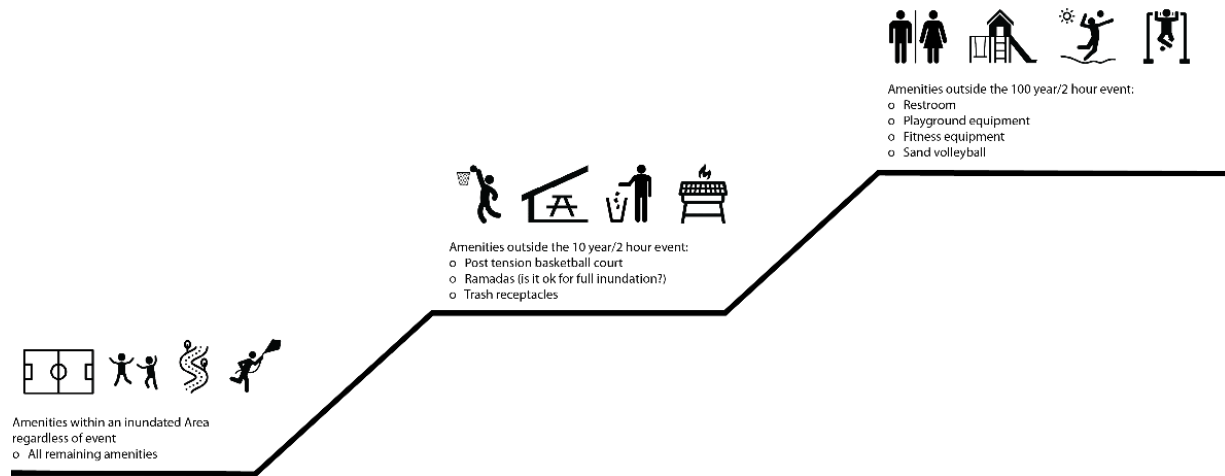 Amenities outside the 100 year/2 hour event:
o Restroom
o Playground equipment
o Fitness equipment
o Sand volleyball
Amenities outside the 10 year/2 hour event:
o Post tension basketball court
o Ramadas (is it ok for full inundation?)
o Trash receptacles
Amenities within an inundated Area
regardless of event
o All remaining amenities